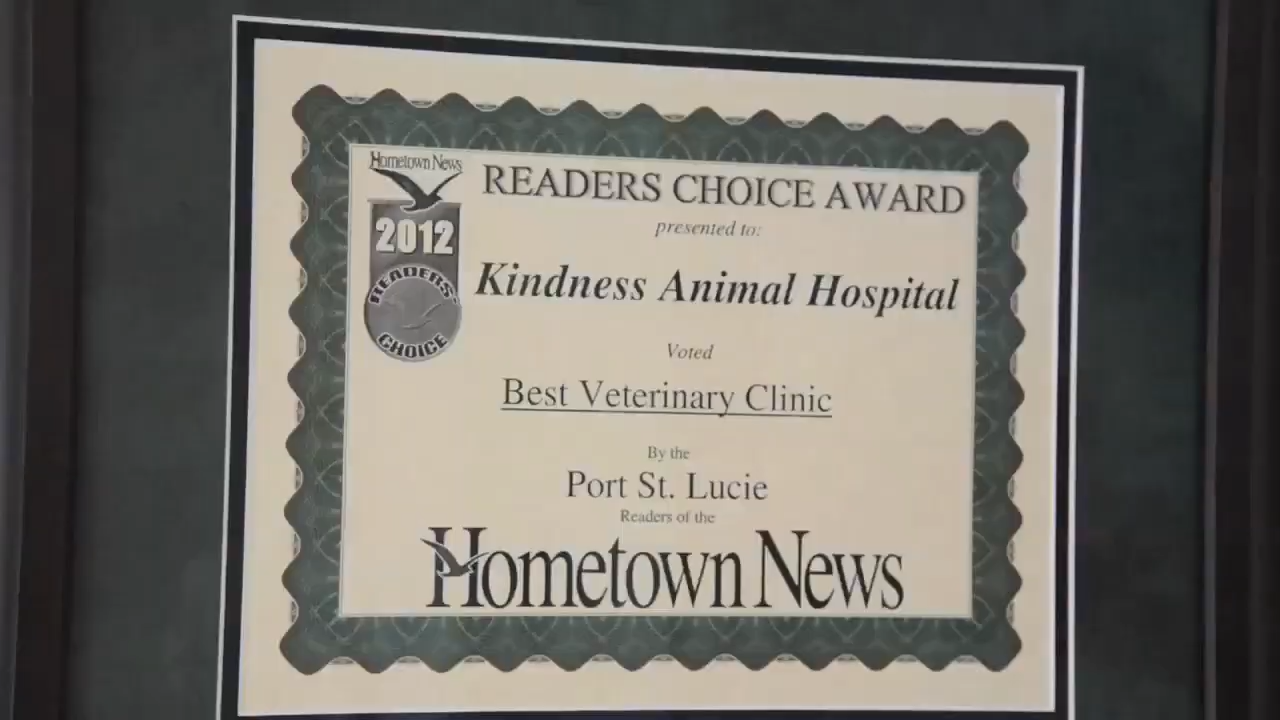 Hometown News
2012
READERS'
CHOICE
READERS CHOICE AWARD
presented to:
Kindness Animal Hospital
Voted
Best Veterinary Clinic
By the
Port St. Lucie
Readers of the
Hometown News